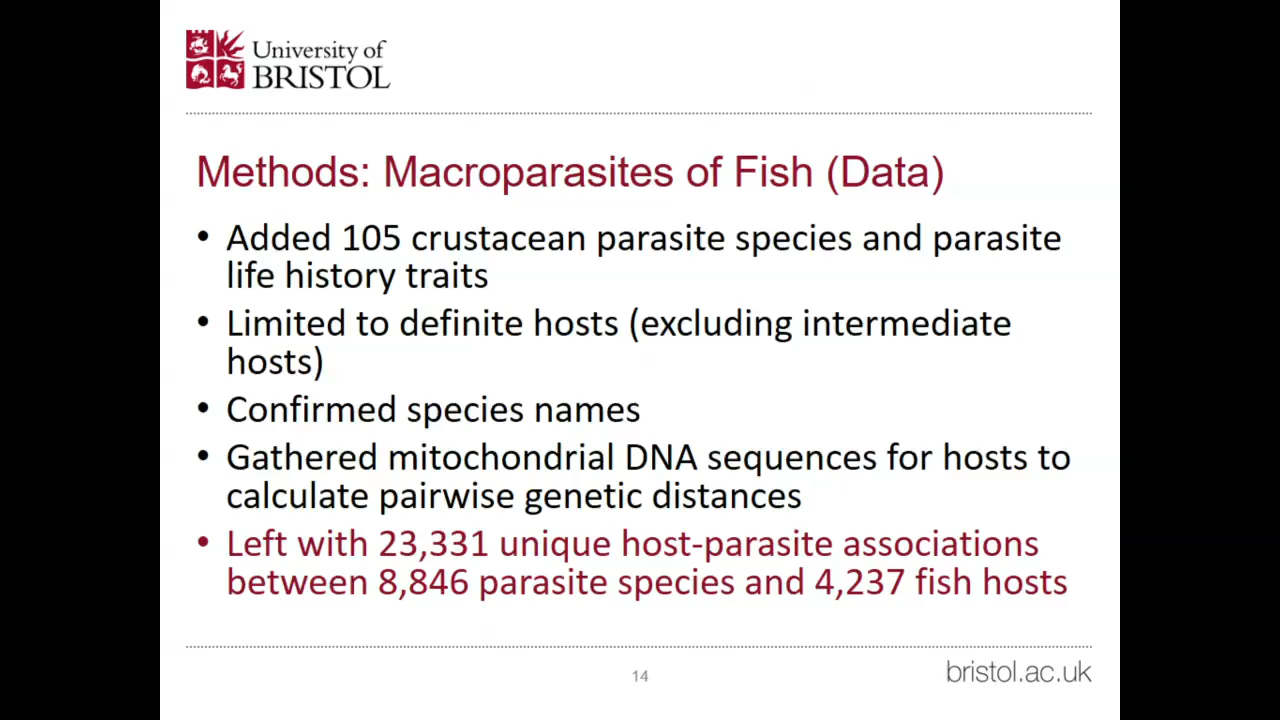 University of
BRISTOL
Methods: Macroparasites of Fish (Data)
• Added 105 crustacean parasite species and parasite
life history traits
• Limited to definite hosts (excluding intermediate
hosts)
• Confirmed species names
• Gathered mitochondrial DNA sequences for hosts to
calculate pairwise genetic distances
• Left with 23,331 unique host-parasite associations
between 8,846 parasite species and 4,237 fish hosts
14
bristol.ac.uk